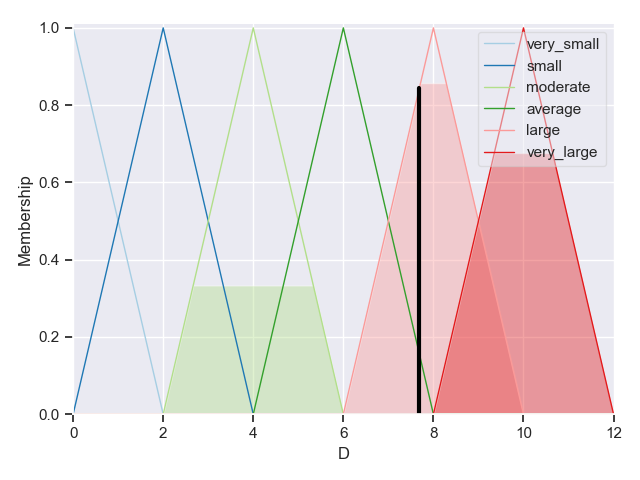 1.0
0.8
0.6
0.4
0.2
0.0
Membership
very_small
small
moderate
average
large
very_large
0 2 4 6 8 10 12
D